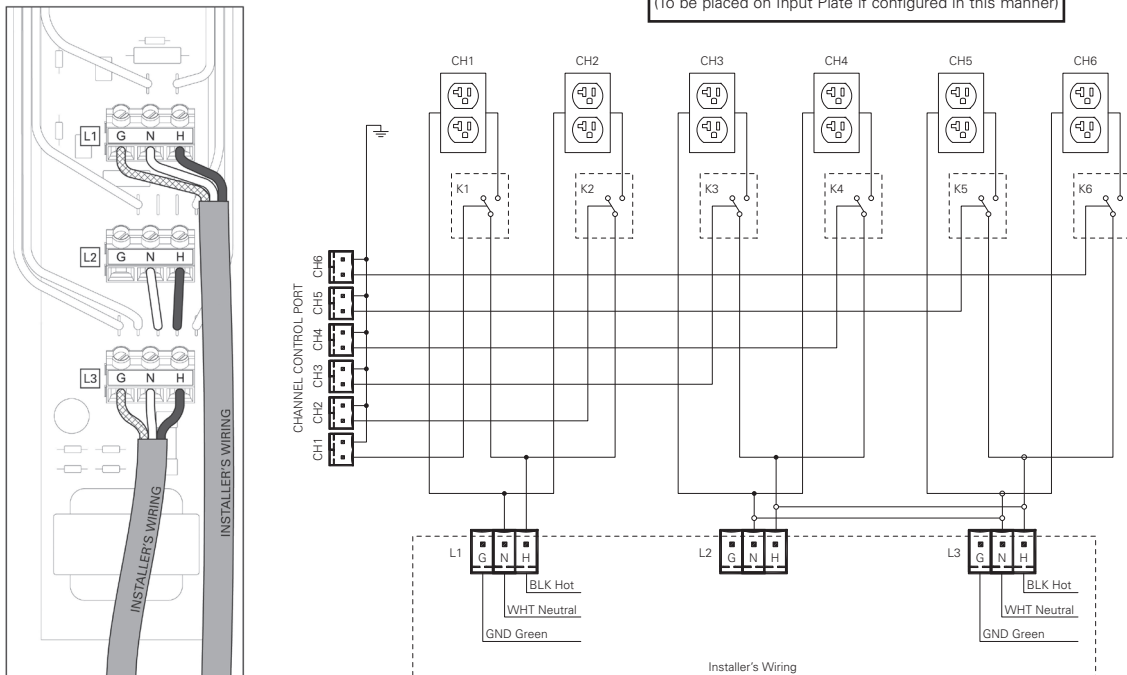 (To be placed on Input Plate if configured in this manner)
L1 G N H
L2 G N H
L3 G N H
INSTALLER'S WIRING
INSTALLER'S WIRING
CH1 CH2 CH3 CH4 CH5 CH6
K1 K2 K3 K4 K5 K6
CHANNEL CONTROL PORT
CH6
CH5
CH4
CH3
CH2
CH1
L1 G N H
L2 G N H
L3 G N H
BLK Hot
WHT Neutral
GND Green
BLK Hot
WHT Neutral
GND Green
Installer's Wiring